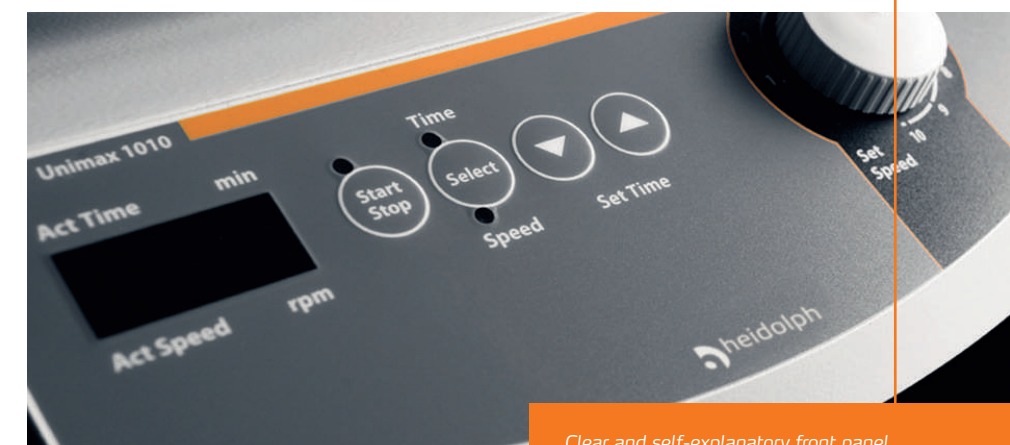 Unimax 1010
Act Time
min
Act Speed
rpm
Start
Stop
Time
Select
Speed
Set Time
Set
Speed
9
10
heidolph
Clear and self-explanatory front panel